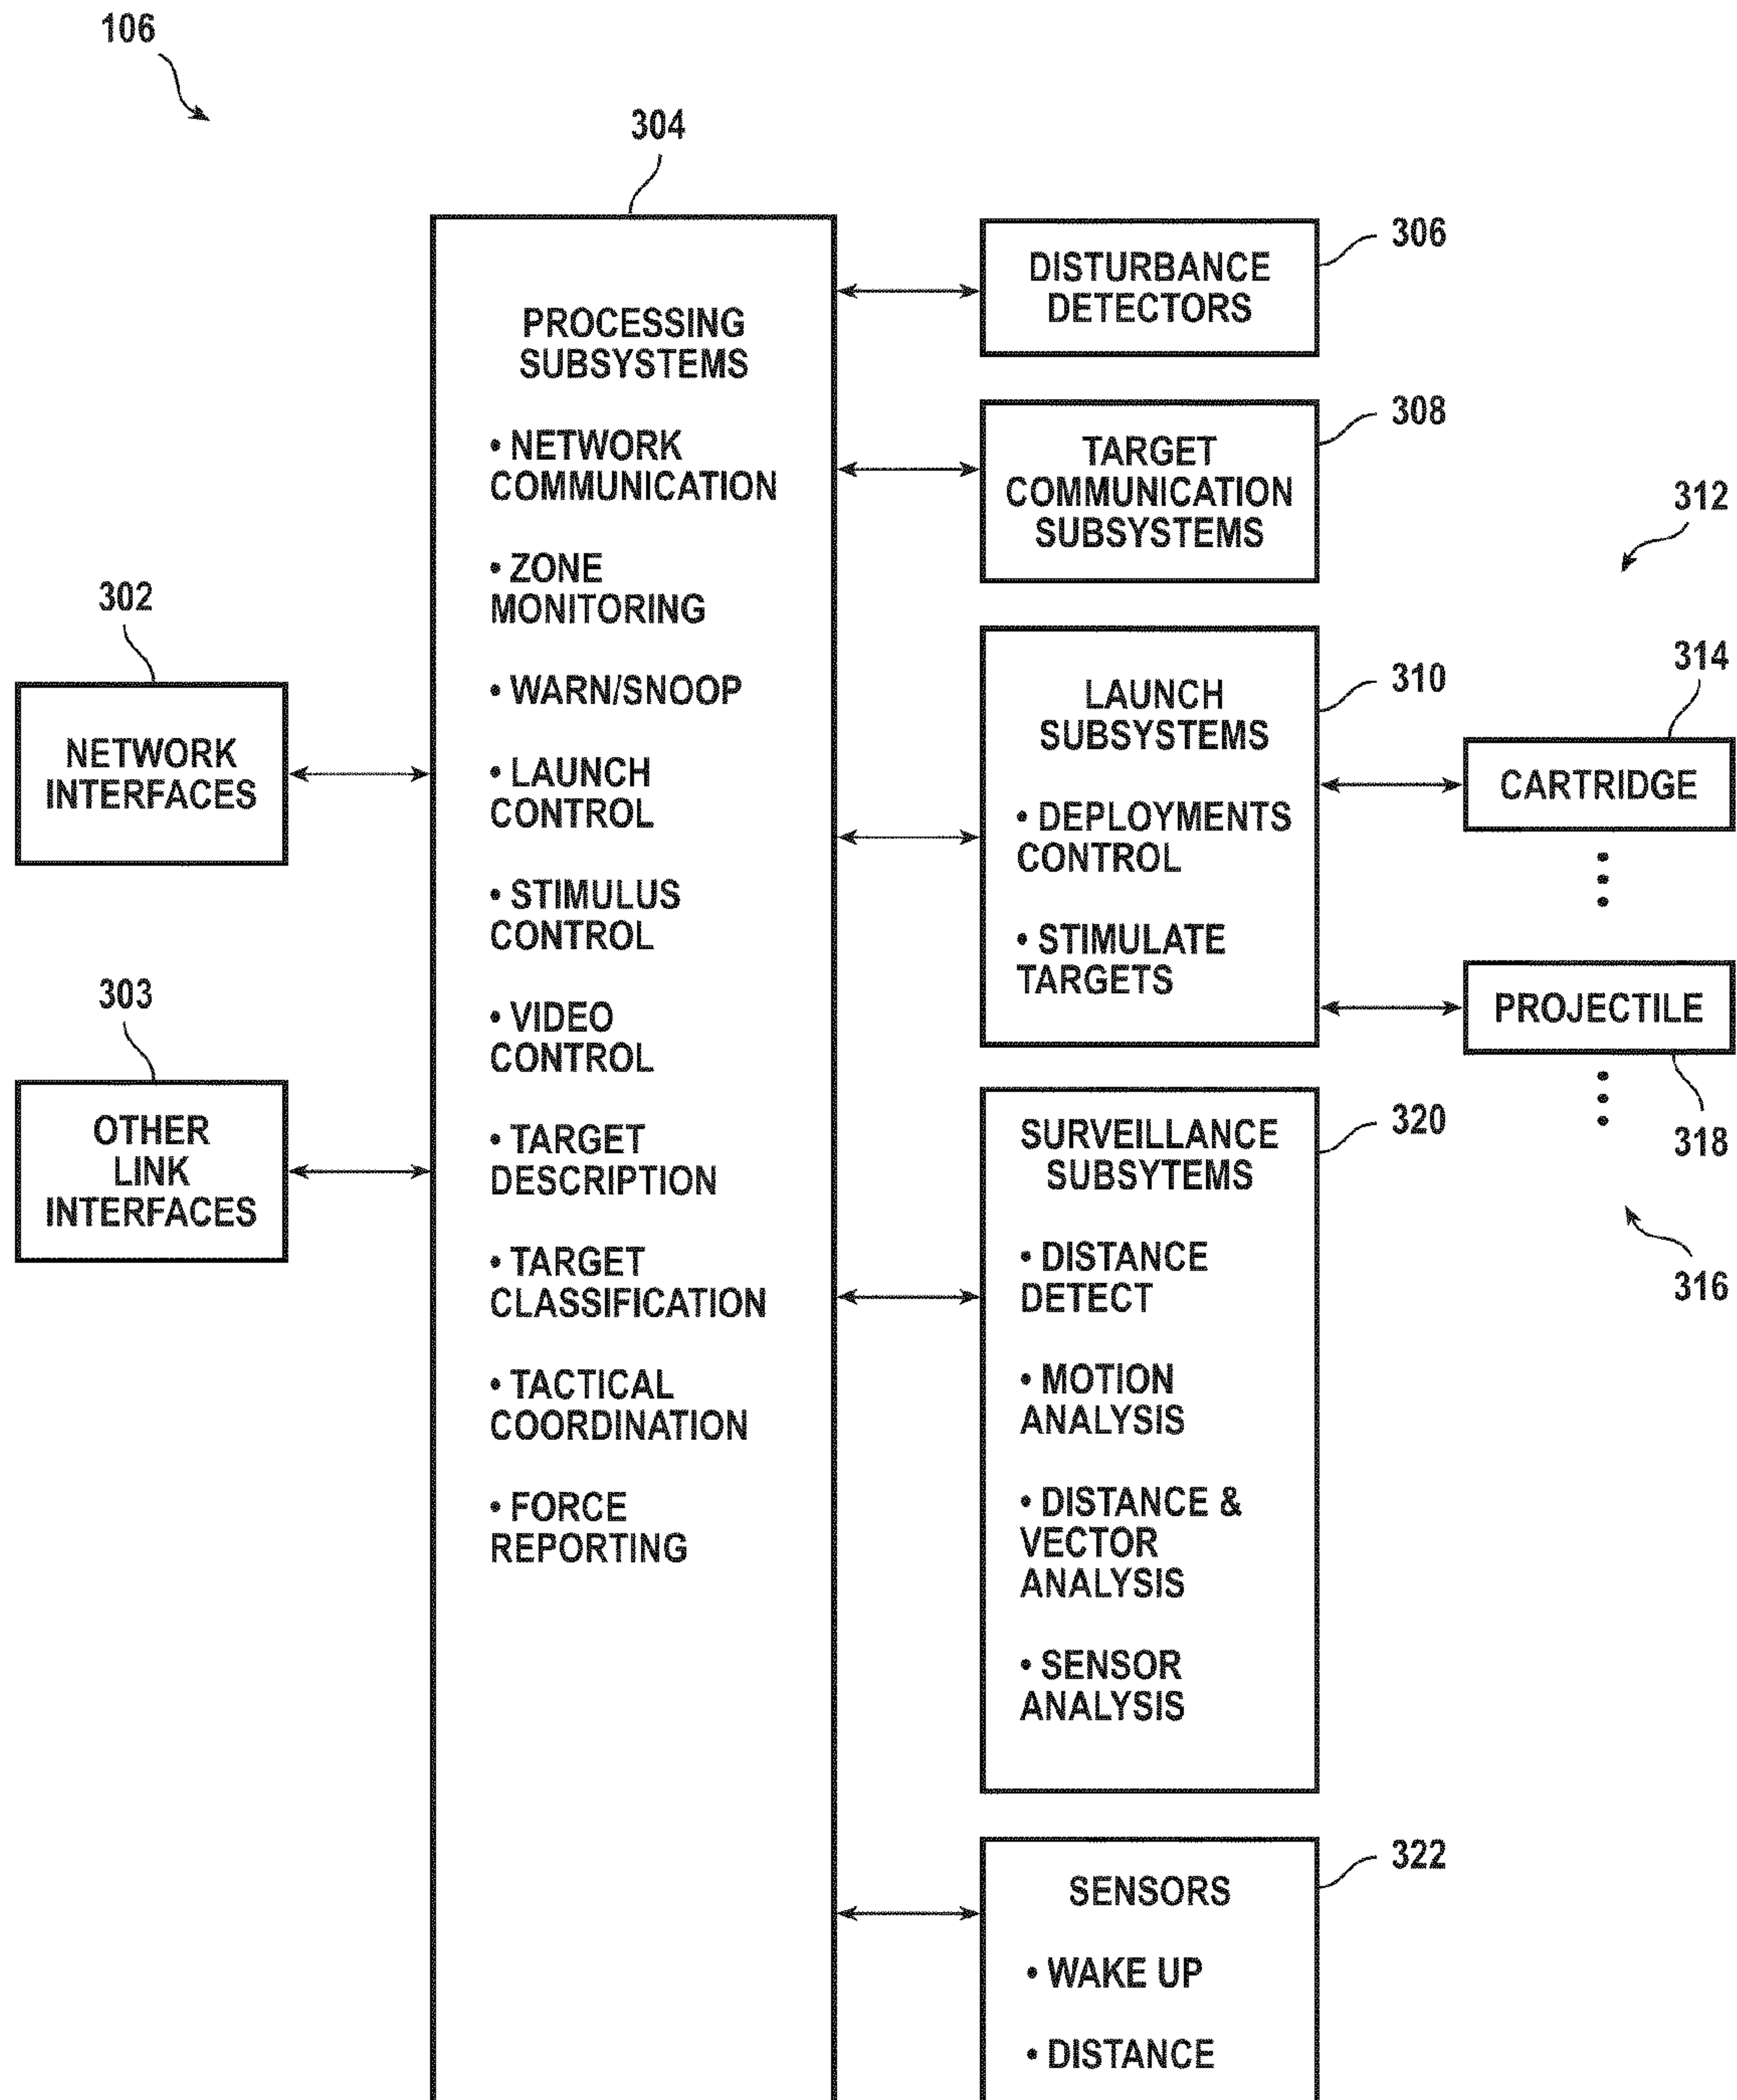 106
304
PROCESSING
SUBSYSTEMS
• NETWORK
COMMUNICATION
• ZONE
MONITORING
• WARN/SNOOP
• LAUNCH
CONTROL
• STIMULUS
CONTROL
• VIDEO
CONTROL
• TARGET
DESCRIPTION
• TARGET
CLASSIFICATION
• TACTICAL
COORDINATION
• FORCE
REPORTING
302
NETWORK
INTERFACES
303
OTHER
LINK
INTERFACES
306
DISTURBANCE
DETECTORS
308
TARGET
COMMUNICATION
SUBSYSTEMS
310
LAUNCH
SUBSYSTEMS
• DEPLOYMENTS
CONTROL
• STIMULATE
TARGETS
312
314
CARTRIDGE
PROJECTILE
318
316
320
SURVEILLANCE
SUBSYTEMS
• DISTANCE
DETECT
• MOTION
ANALYSIS
• DISTANCE &
VECTOR
ANALYSIS
• SENSOR
ANALYSIS
322
SENSORS
• WAKE UP
• DISTANCE